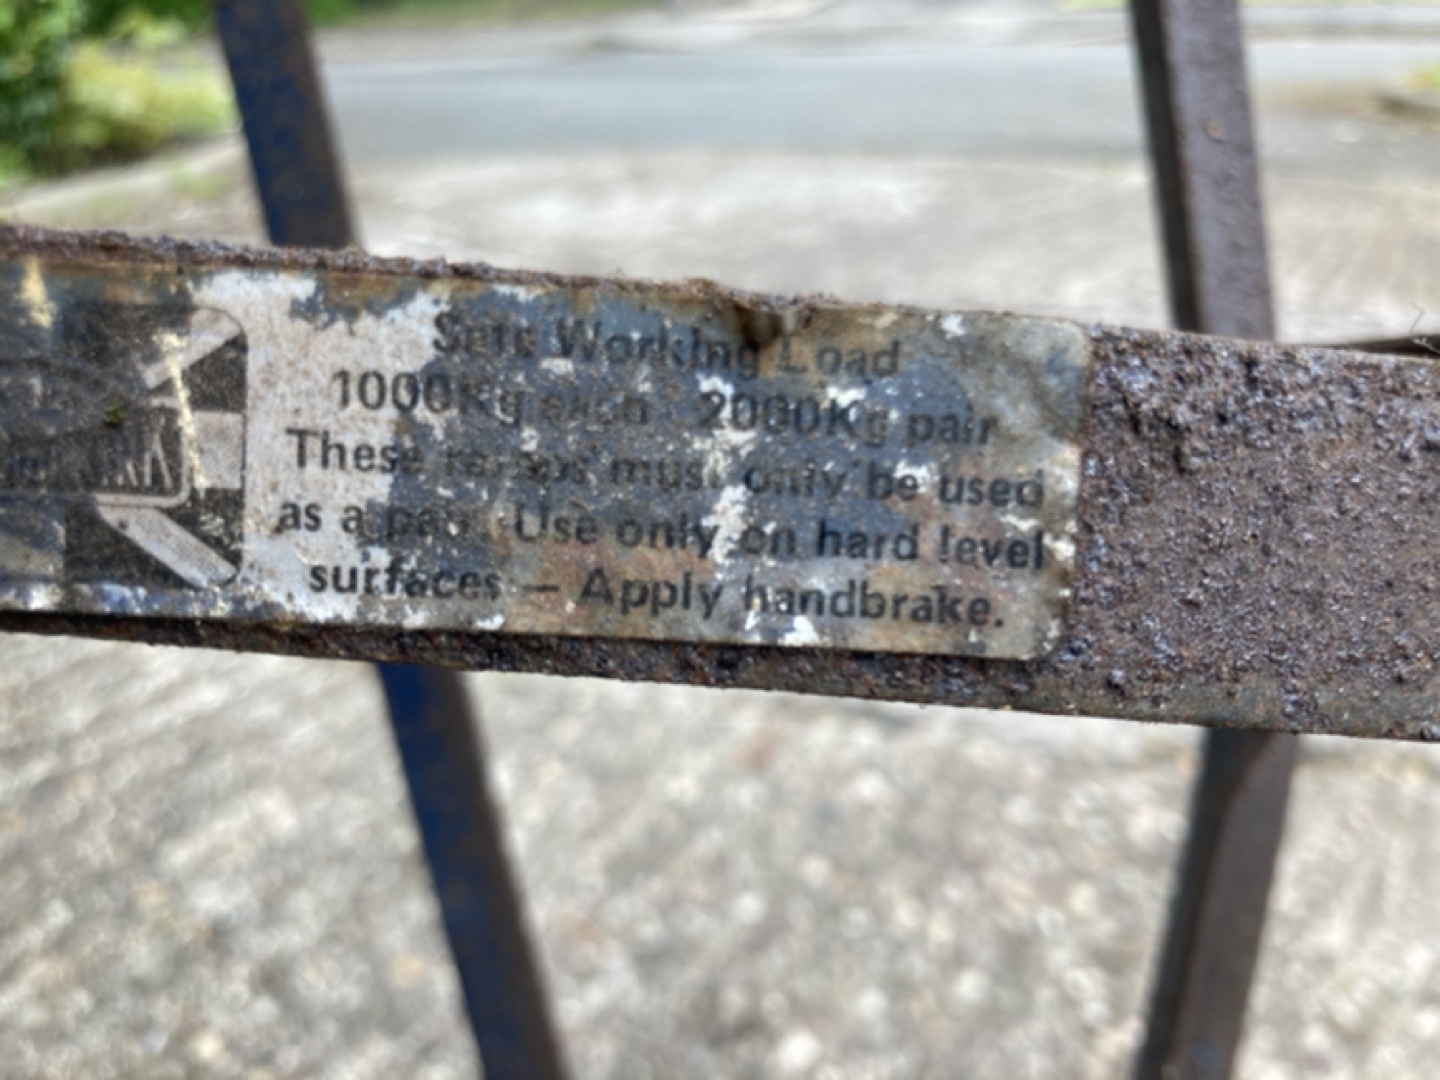 Safe Working Load
1000Kg each 2000Kg pair
These ramps must only be used
as a pair. Use only on hard level
surfaces — Apply handbrake.